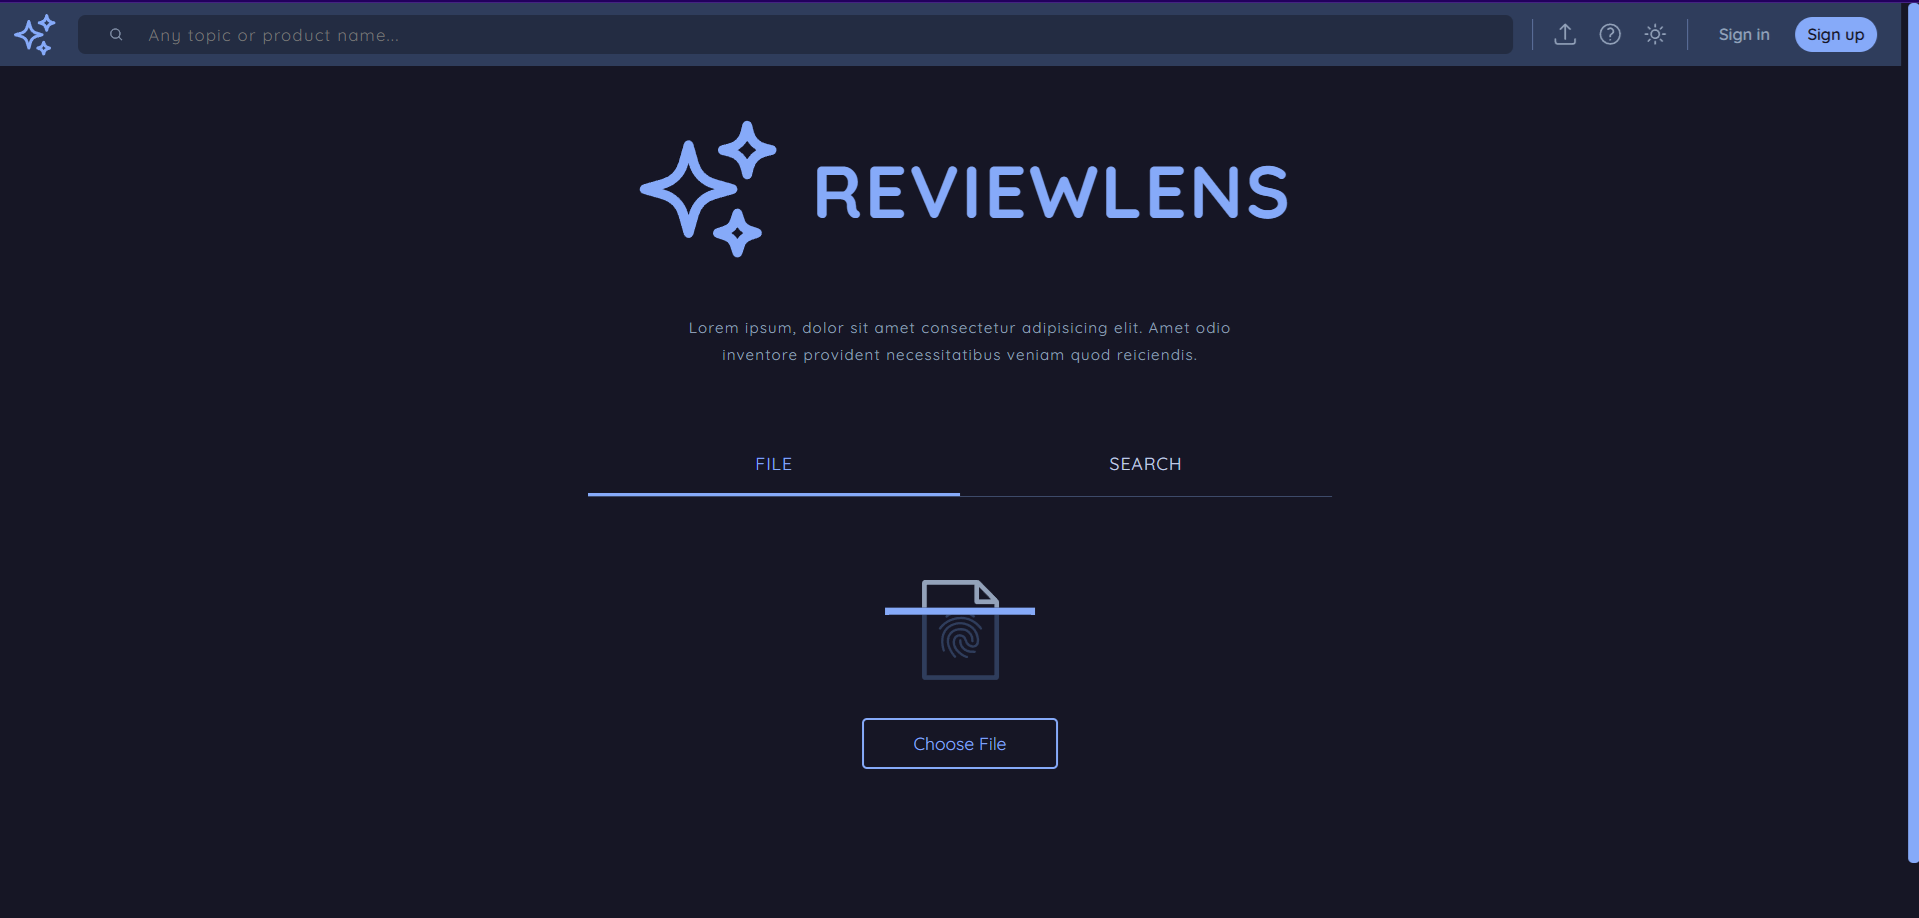 Any topic or product name...
Sign in
Sign up
REVIEWLENS
Lorem ipsum, dolor sit amet consectetur adipisicing elit. Amet odio
inventore provident necessitatibus veniam quod reiciendis.
FILE
SEARCH
Choose File